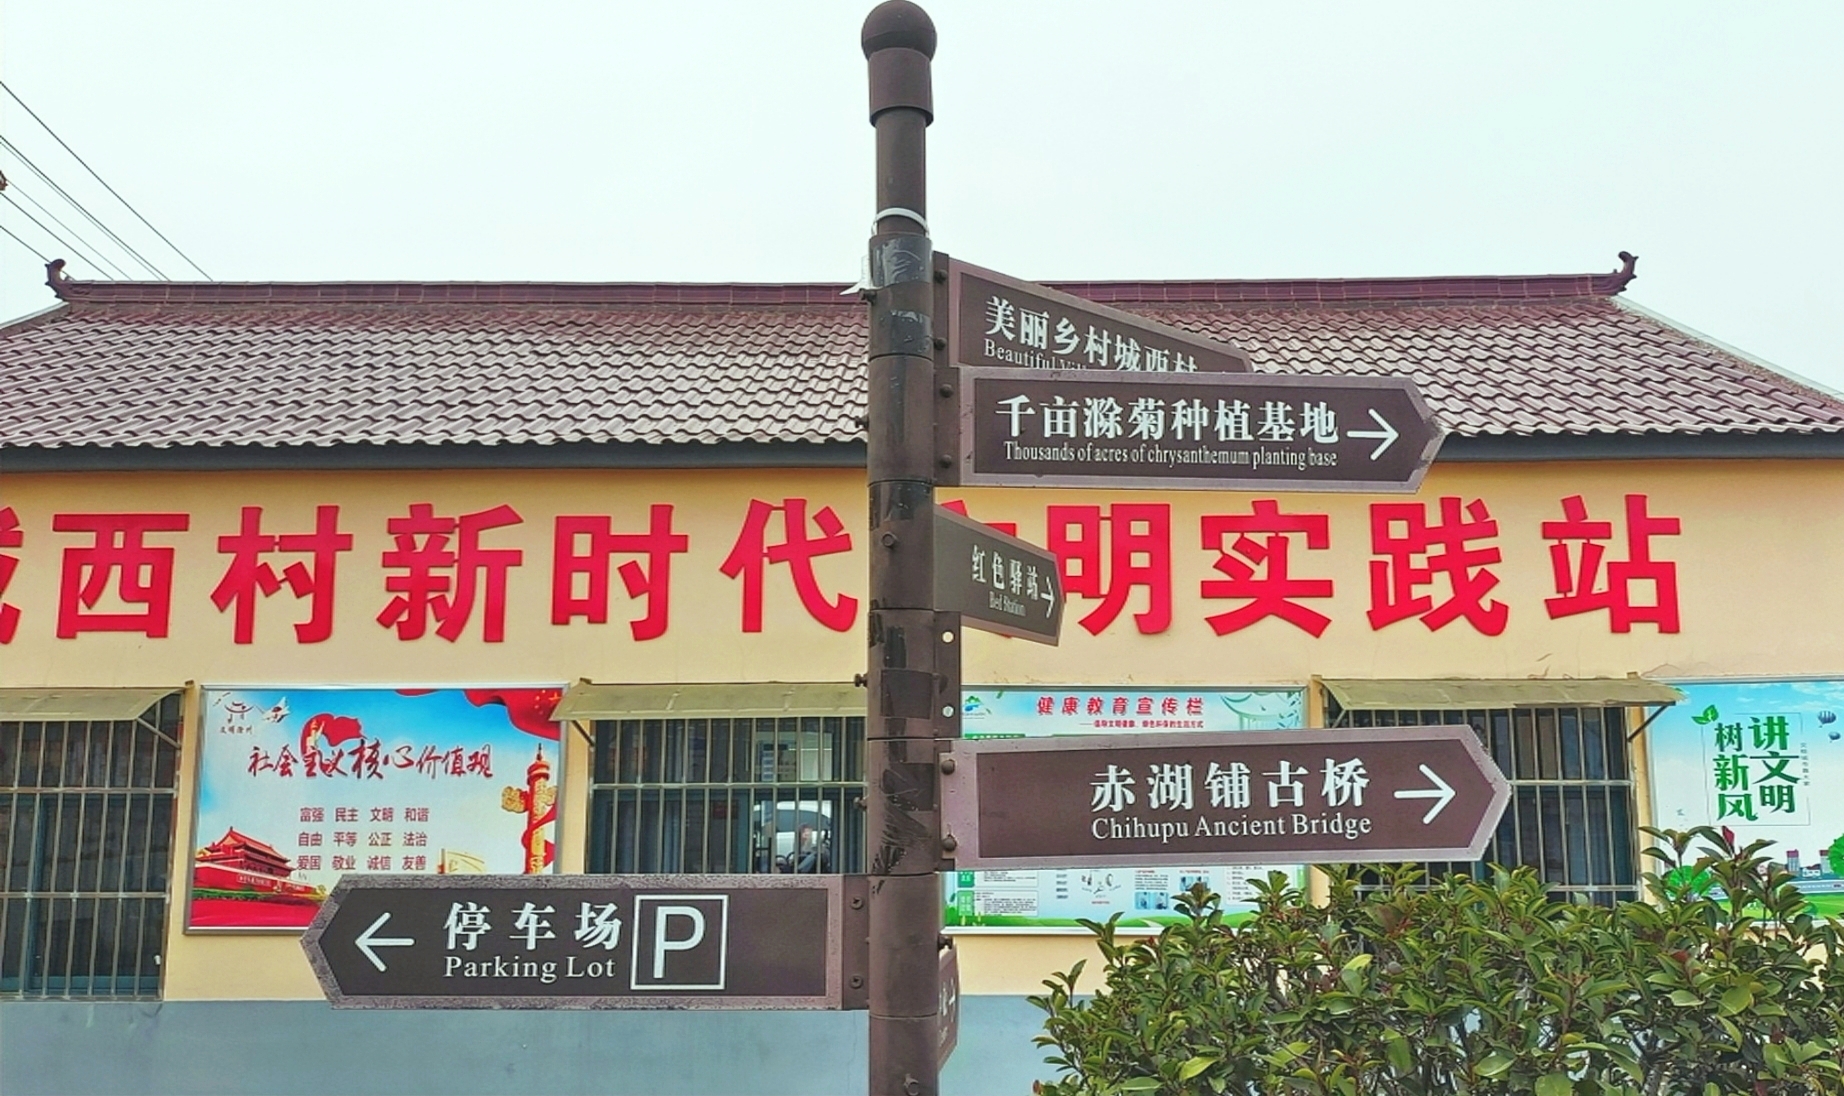 美丽乡村城西村
Beautiful
千亩滁菊种植基地
Thousands of acres of chrysanthemum planting base
西村新时代 明实践站
红色驿站
Red Station
健康教育宣传栏
社会主义核心价值观
富强 民主 文明 和谐
自由 平等 公正 法治
爱国 敬业 诚信 友善
讲文明
树新风
赤湖铺古桥
Chihupu Ancient Bridge
停车场 P
Parking Lot